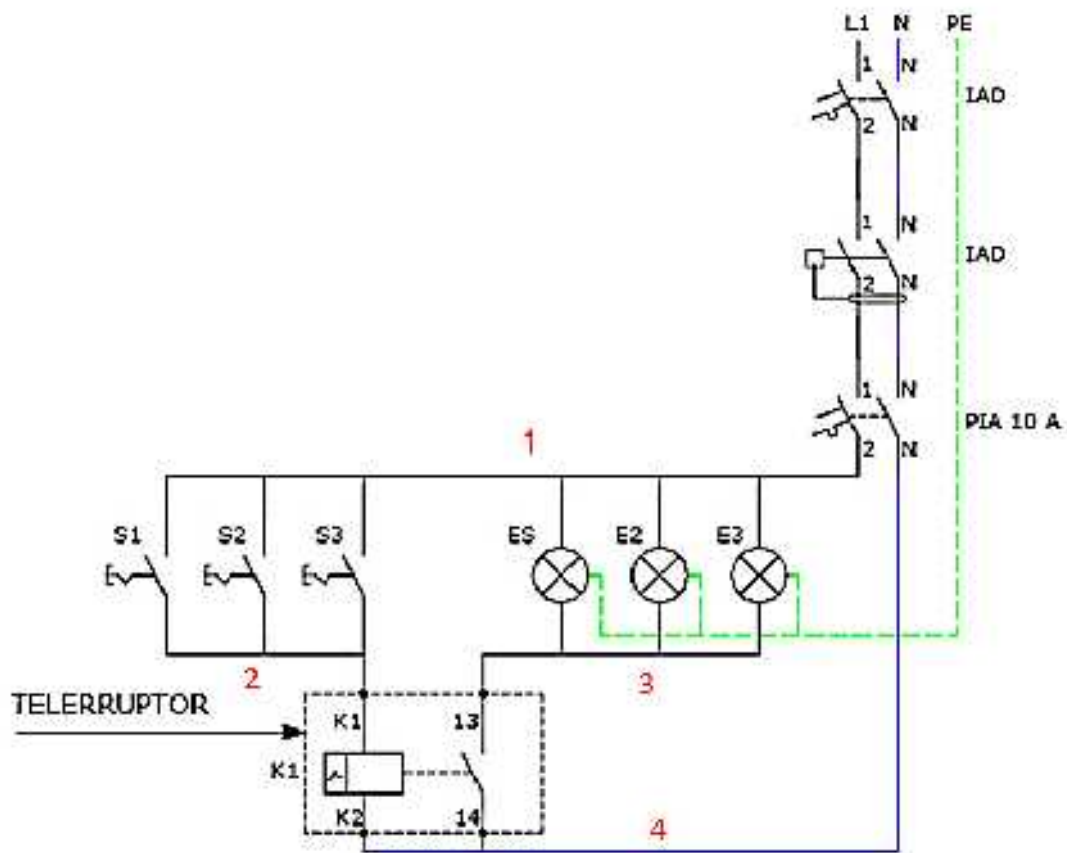 L1 N PE
1 N
IAD
2 N
1 N
IAD
2 N
1 N
PIA 10 A
2 N
1
S1 S2 S3 ES E2 E3
2 3
TELERRUPTOR
K1 13
K1
K2 14
4